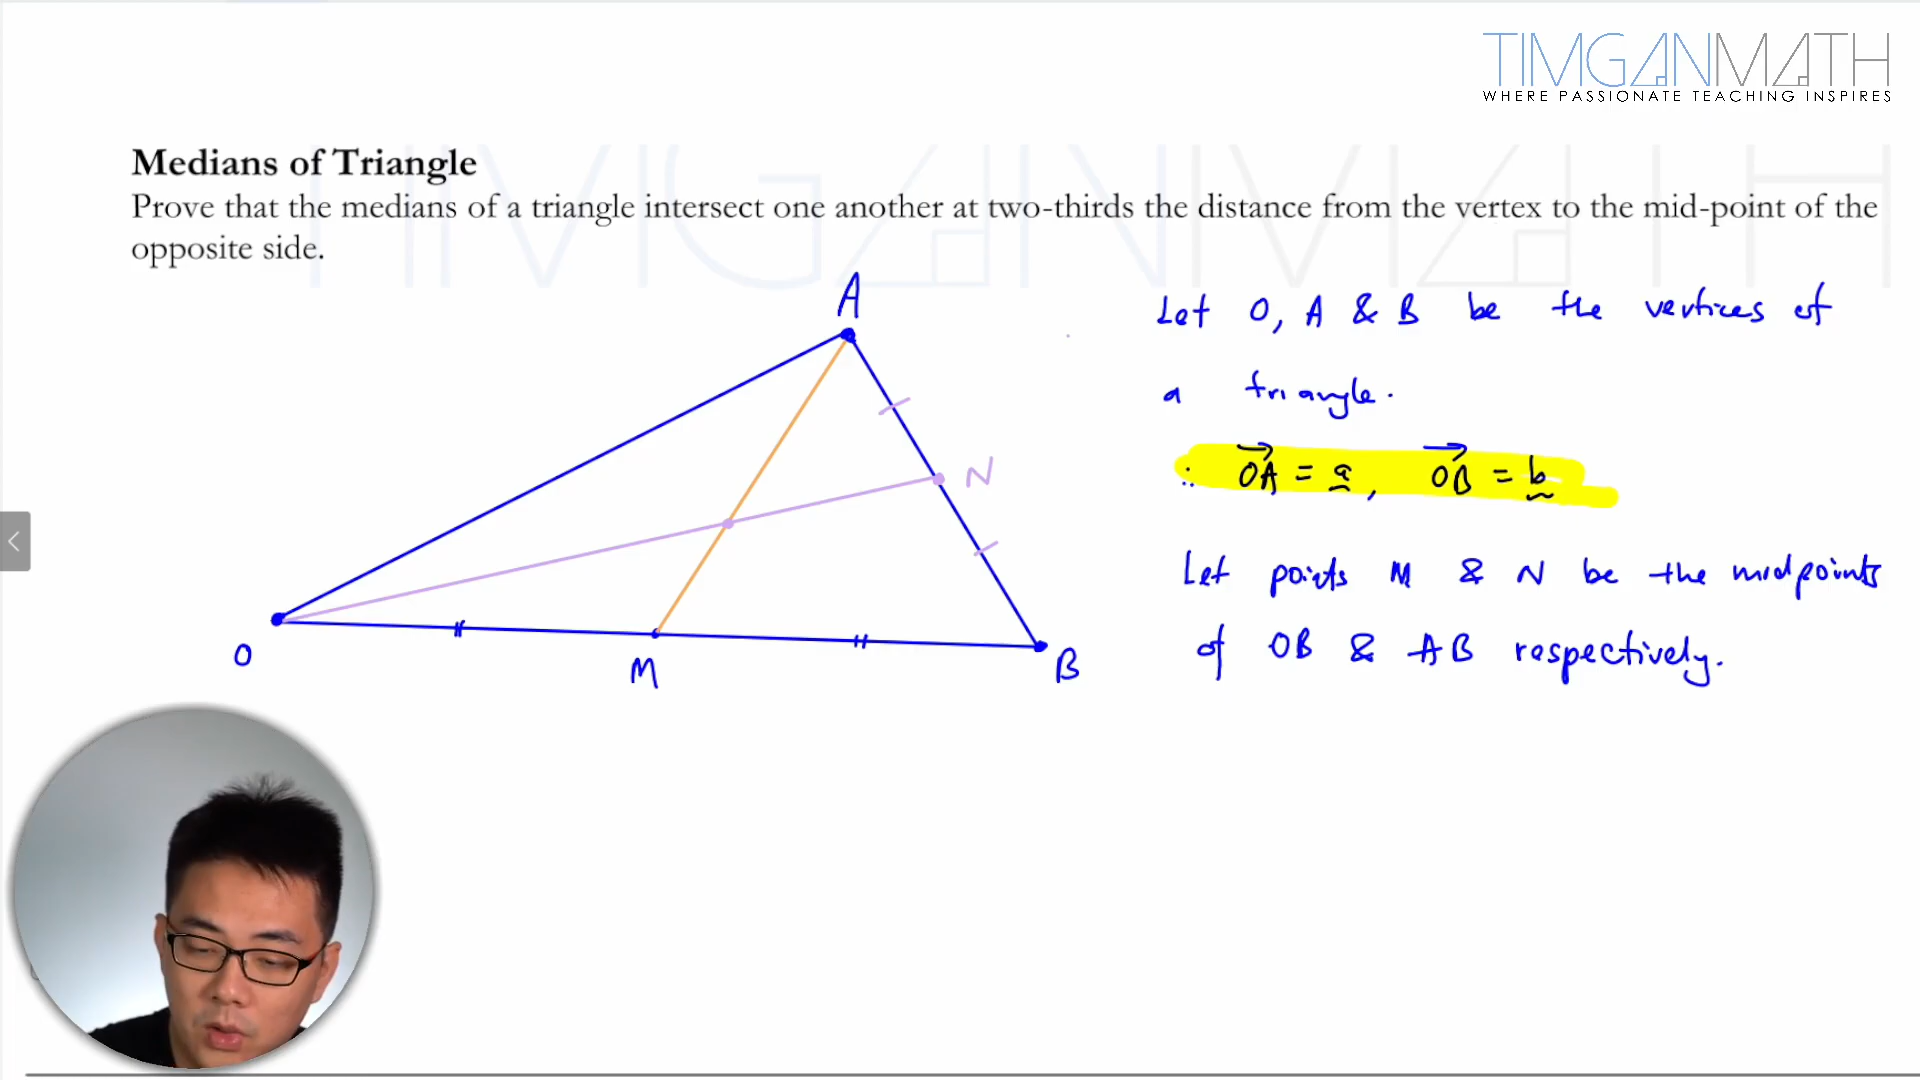 TIMGANMATH
WHERE PASSIONATE TEACHING INSPIRES
Medians of Triangle
Prove that the medians of a triangle intersect one another at two-thirds the distance from the vertex to the mid-point of the
opposite side.
A
N
O
M
B
Let O, A & B be the vertices of
a triangle.
∴ \overrightarrow{OA} = a, \overrightarrow{OB} = b
Let points M & N be the midpoints
of OB & AB respectively.